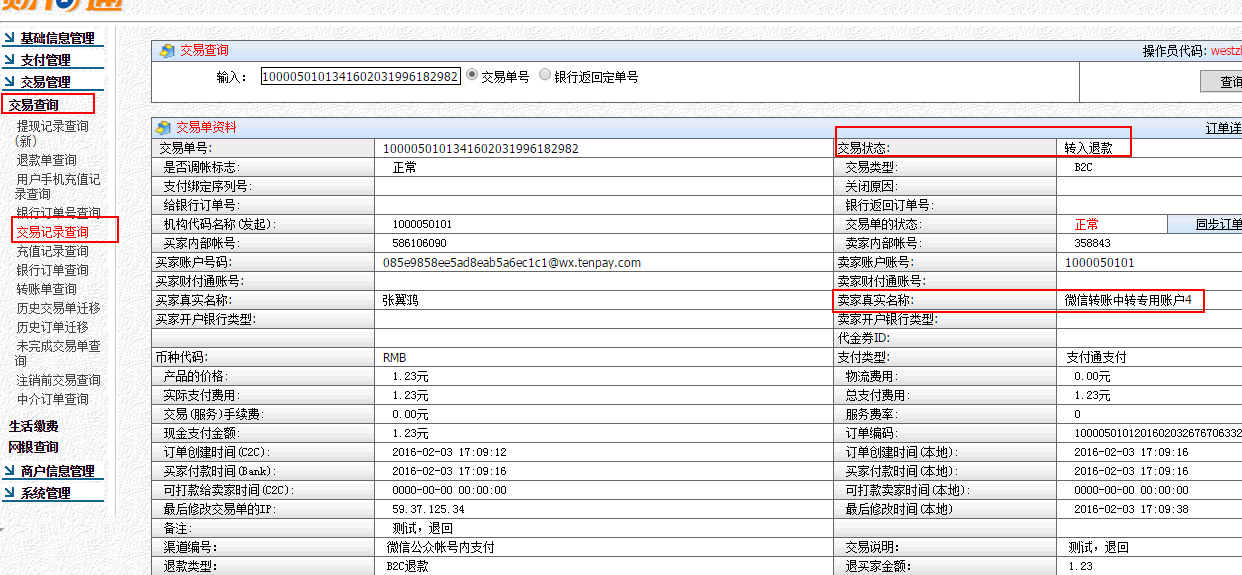 财付通
基础信息管理
支付管理
交易管理
交易查询
提现记录查询
(新)
退款单查询
用户手机充值记
录查询
银行订单号查询
交易记录查询
充值记录查询
银行订单查询
转账单查询
历史交易单迁移
历史订单迁移
未完成交易单查
询
注销前交易查询
中介订单查询
生活缴费
网银查询
商户信息管理
系统管理
交易查询 操作员代码: westzh
输入: 1000050101341602031996182982 交易单号 银行返回定单号 查询
交易单资料 订单详
交易单号: 1000050101341602031996182982 交易状态: 转入退款
是否调帐标志: 正常 交易类型: B2C
支付绑定序列号: 关闭原因:
给银行订单号: 银行返回订单号:
机构代码名称(发起): 1000050101 交易单的状态: 正常 同步订单
买家内部帐号: 586106090 卖家内部帐号: 358843
买家账户号码: 085e9858ee5ad8eab5a6ec1c1@wx.tenpay.com 卖家账户账号: 1000050101
买家财付通账号: 卖家财付通账号:
买家真实名称: 张翼鸿 卖家真实名称: 微信转账中转专用账户4
买家开户银行类型: 卖家开户银行类型:
代金券ID:
币种代码: RMB 支付类型: 支付通支付
产品的价格: 1.23元 物流费用: 0.00元
实际支付费用: 1.23元 总支付费用: 1.23元
交易(服务)手续费: 0.00元 服务费率: 0
现金支付金额: 1.23元 订单编码: 1000050101201602032676706332
订单创建时间(C2C): 2016-02-03 17:09:12 订单创建时间(本地): 2016-02-03 17:09:16
买家付款时间(Bank): 2016-02-03 17:09:16 买家付款时间(本地): 2016-02-03 17:09:16
可打款给卖家时间(C2C): 0000-00-00 00:00:00 可打款卖家时间(本地): 0000-00-00 00:00:00
最后修改交易单的IP: 59.37.125.34 最后修改时间(本地) 2016-02-03 17:09:38
备注: 测试，退回
渠道编号: 微信公众帐号内支付 交易说明: 测试，退回
退款类型: B2C退款 退买家金额: 1.23